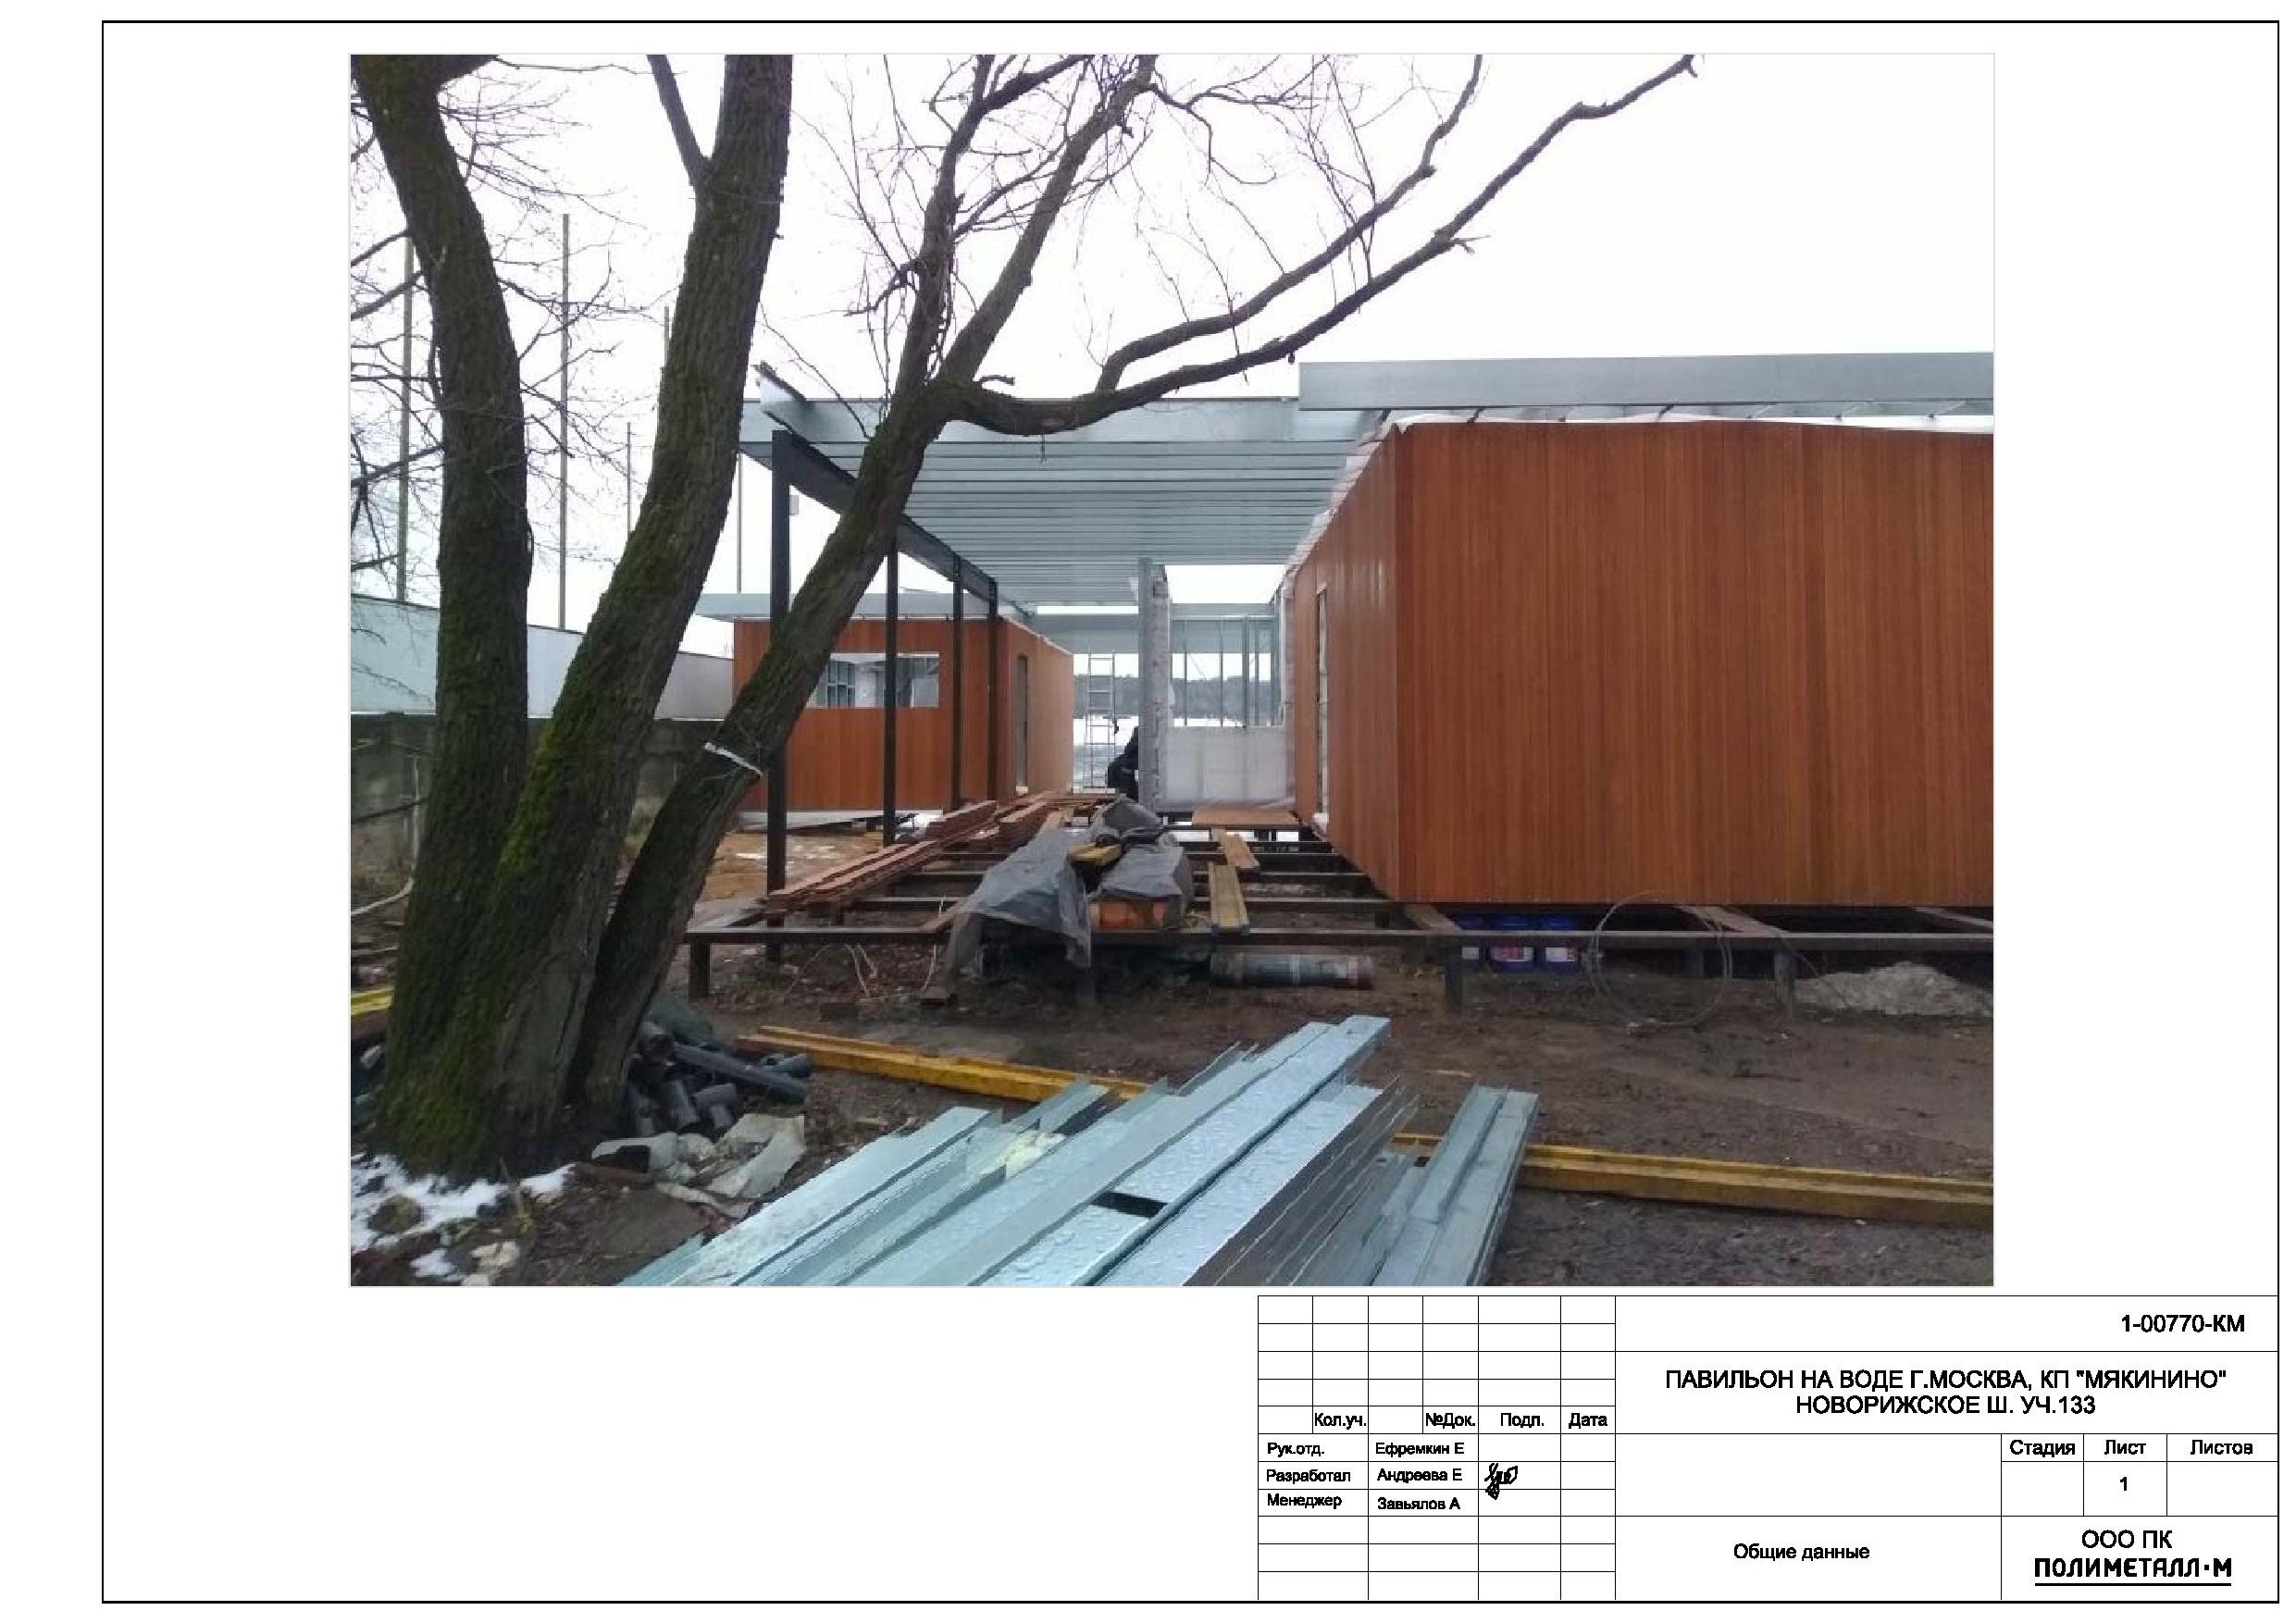 1-00770-КМ
ПАВИЛЬОН НА ВОДЕ Г.МОСКВА, КП "МЯКИНИНО"
НОВОРИЖСКОЕ Ш. УЧ.133
Кол.уч. №Док. Подп. Дата
Рук.отд. Ефремкин Е
Разработал Андреева Е
Менеджер Завьялов А
Стадия Лист Листов
1
Общие данные
ООО ПК
ПОЛИМЕТАЛЛ·М